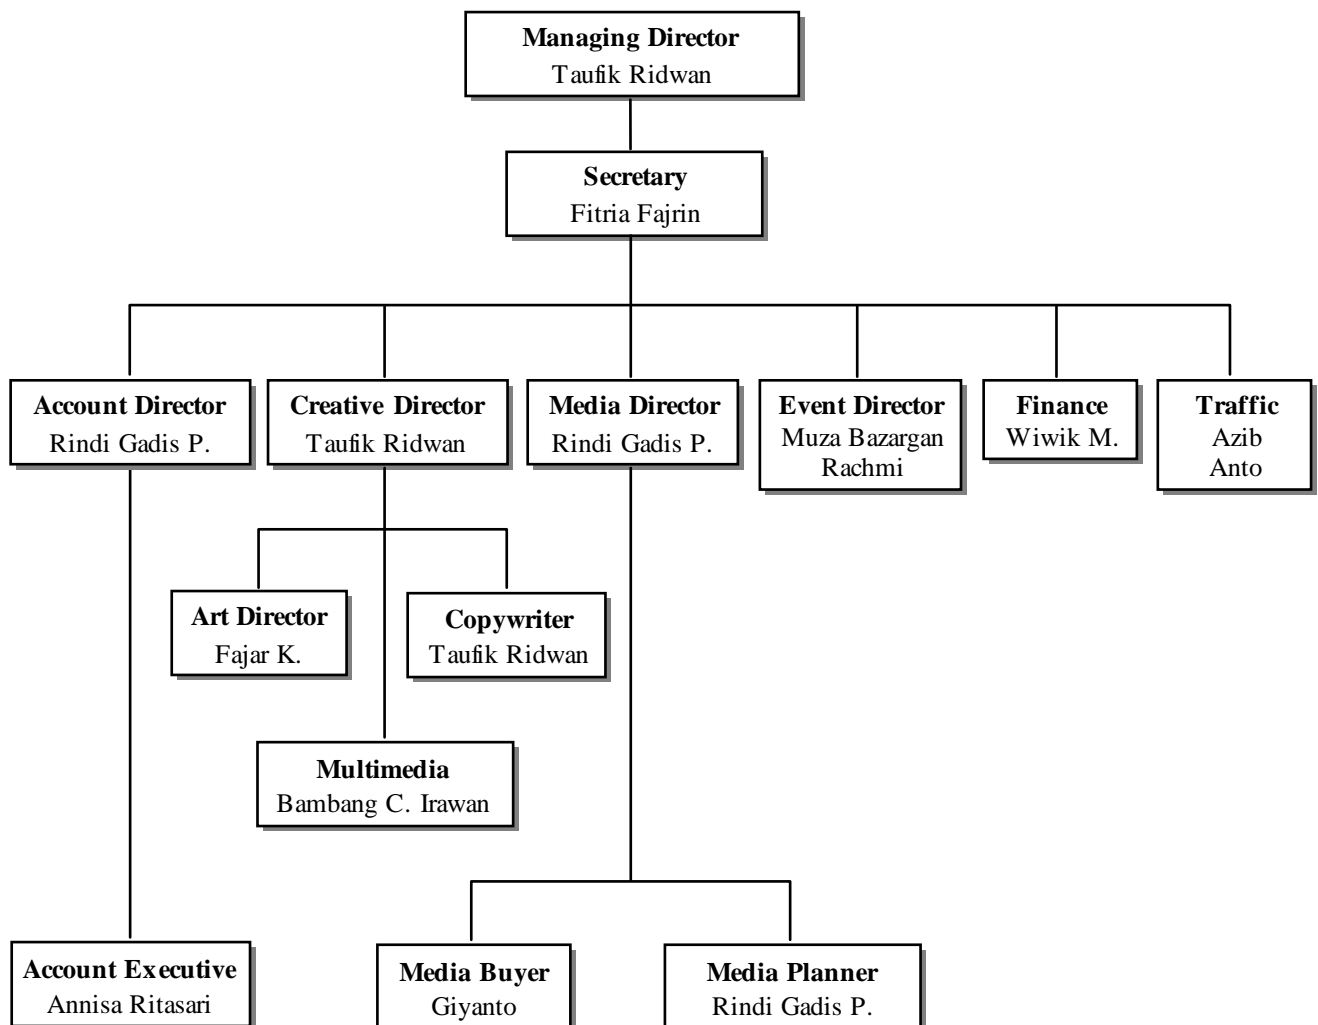 Managing Director
Taufik Ridwan
Secretary
Fitria Fajrin
Account Director
Rindi Gadis P.
Creative Director
Taufik Ridwan
Media Director
Rindi Gadis P.
Event Director
Muza Bazargan
Rachmi
Finance
Wiwik M.
Traffic
Azib
Anto
Art Director
Fajar K.
Copywriter
Taufik Ridwan
Multimedia
Bambang C. Irawan
Account Executive
Annisa Ritasari
Media Buyer
Giyanto
Media Planner
Rindi Gadis P.